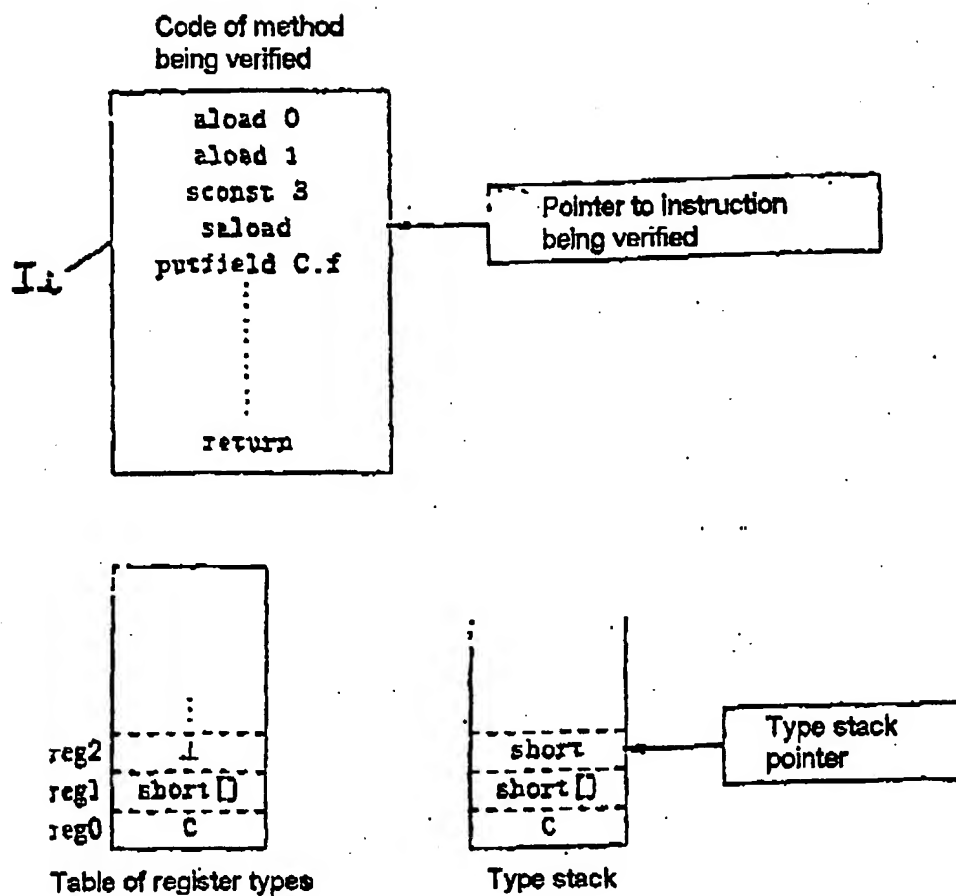 Code of method
being verified
aload 0
aload 1
sconst 3
saload
putfield C.f
return
Pointer to instruction
being verified
Ii
reg2
⊥
reg1
short[]
reg0
C
Table of register types
short
short[]
C
Type stack
Type stack
pointer